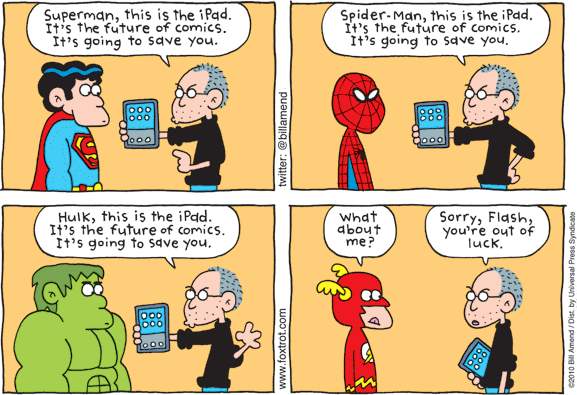 Superman, this is the iPad.
It's the future of comics.
It's going to save you.
twitter: @billamend
Spider-Man, this is the iPad.
It's the future of comics.
It's going to save you.
Hulk, this is the iPad.
It's the future of comics.
It's going to save you.
www.foxtrot.com
What
about
me?
Sorry, Flash,
you're out of
luck.
©2010 Bill Amend / Dist. by Universal Press Syndicate